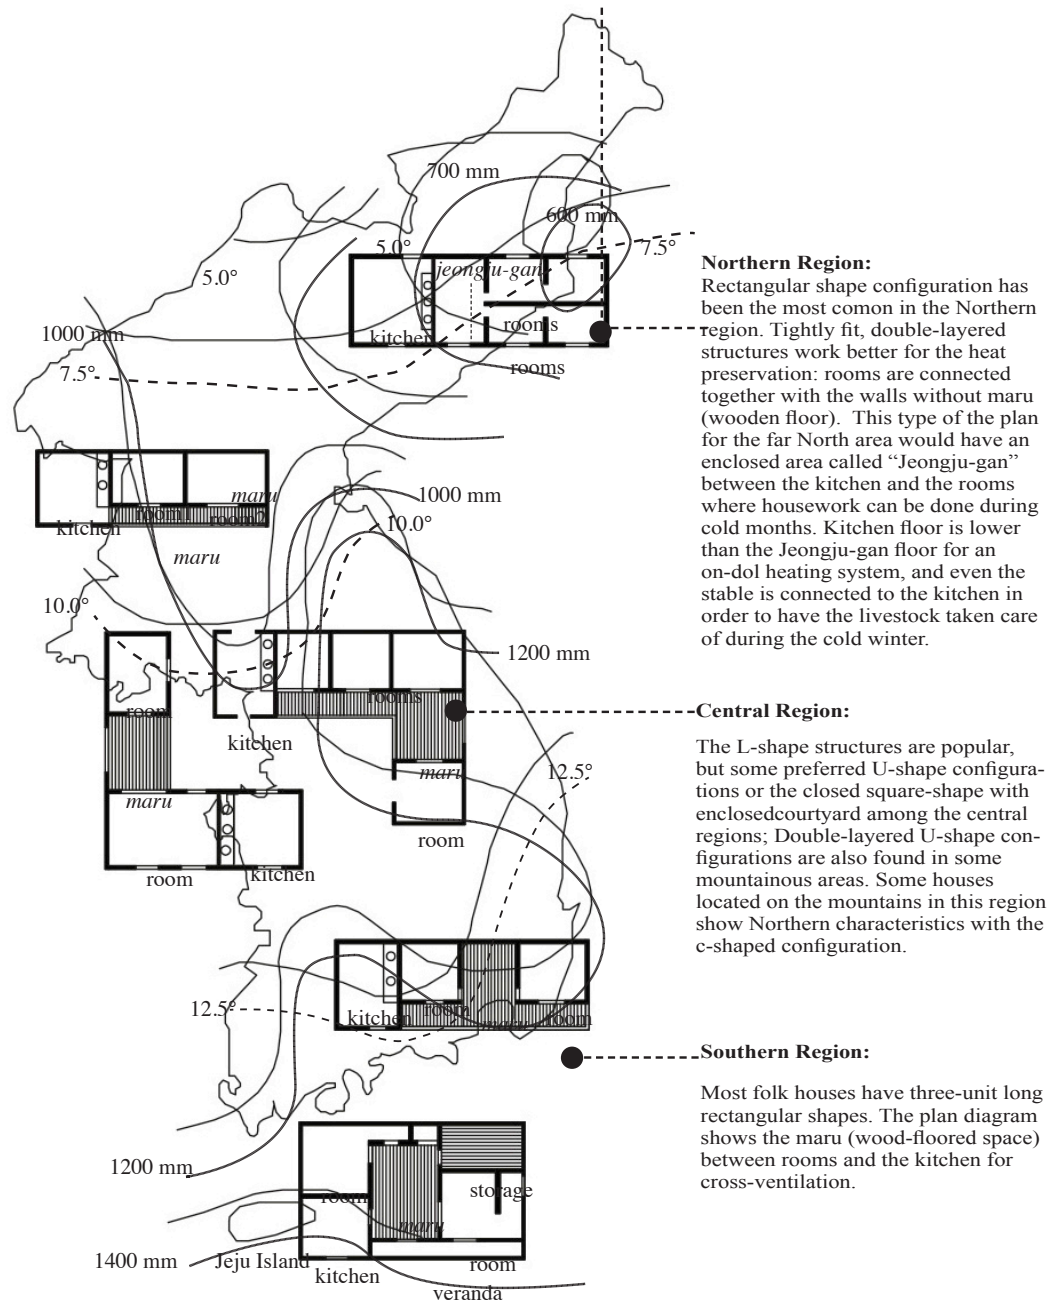 700 mm
600 mm
5.0°
7.5°
5.0°
jeongju-gan
1000 mm
kitchen
rooms
rooms
7.5°
Northern Region:
Rectangular shape configuration has
been the most comon in the Northern
region. Tightly fit, double-layered
structures work better for the heat
preservation: rooms are connected
together with the walls without maru
(wooden floor).  This type of the plan
for the far North area would have an
enclosed area called “Jeongju-gan”
between the kitchen and the rooms
where housework can be done during
cold months. Kitchen floor is lower
than the Jeongju-gan floor for an
on-dol heating system, and even the
stable is connected to the kitchen in
order to have the livestock taken care
of during the cold winter.
maru
room1
room2
kitchen
1000 mm
10.0°
maru
10.0°
1200 mm
rooms
room
kitchen
maru
maru
12.5°
room
room
kitchen
Central Region:
The L-shape structures are popular,
but some preferred U-shape configura-
tions or the closed square-shape with
enclosedcourtyard among the central
regions; Double-layered U-shape con-
figurations are also found in some
mountainous areas. Some houses
located on the mountains in this region
show Northern characteristics with the
c-shaped configuration.
12.5°
kitchen
room
maru
room
Southern Region:
Most folk houses have three-unit long
rectangular shapes. The plan diagram
shows the maru (wood-floored space)
between rooms and the kitchen for
cross-ventilation.
1200 mm
room
storage
maru
1400 mm
Jeju Island
kitchen
room
veranda